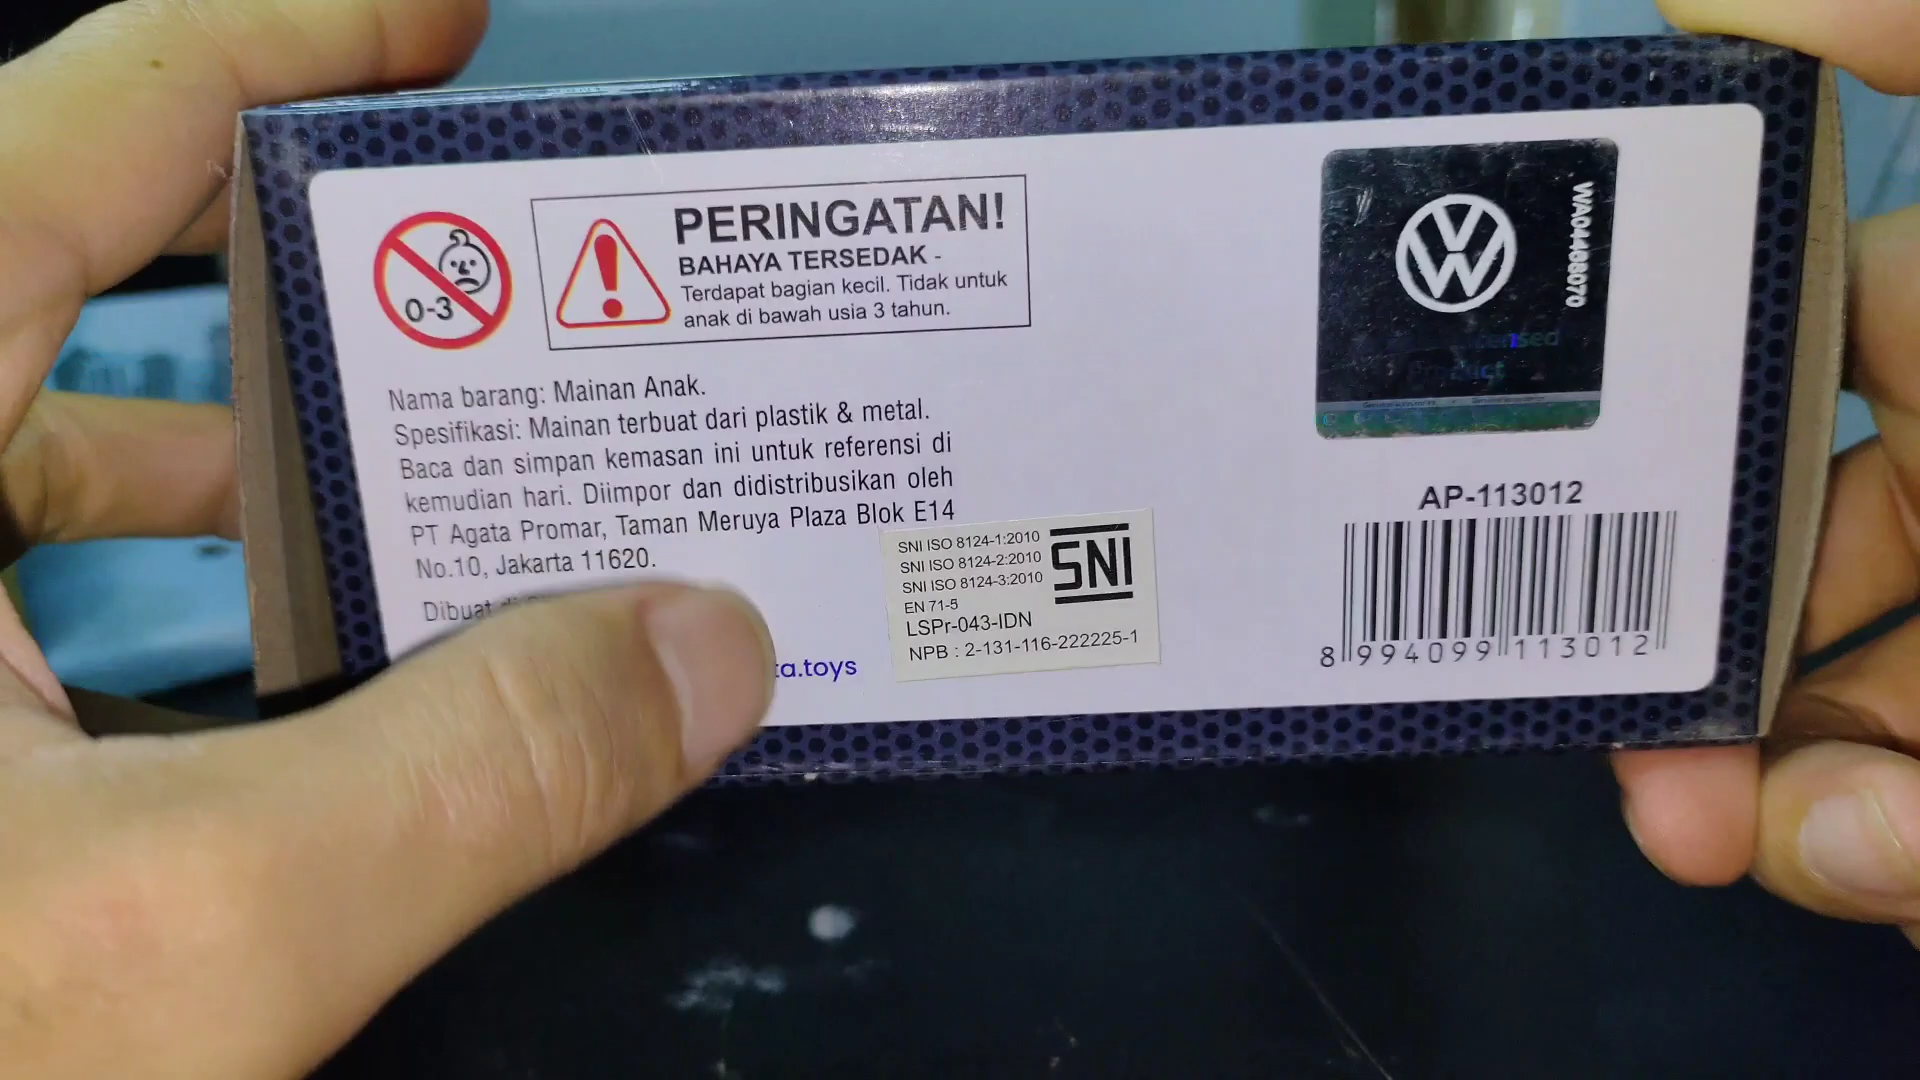 0-3
PERINGATAN!
BAHAYA TERSEDAK -
Terdapat bagian kecil. Tidak untuk
anak di bawah usia 3 tahun.
Nama barang: Mainan Anak.
Spesifikasi: Mainan terbuat dari plastik & metal.
Baca dan simpan kemasan ini untuk referensi di
kemudian hari. Diimpor dan didistribusikan oleh
PT Agata Promar, Taman Meruya Plaza Blok E14
No.10, Jakarta 11620.
Dibuat
ta.toys
SNI ISO 8124-1:2010
SNI ISO 8124-2:2010
SNI ISO 8124-3:2010
EN 71-5
LSPr-043-IDN
NPB : 2-131-116-222225-1
SNI
VW
Product
AP-113012
8 994099 113012